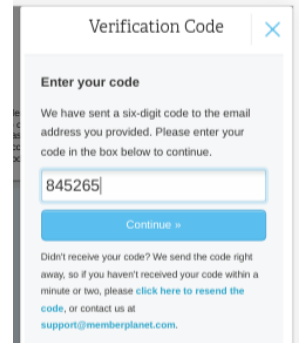 Verification Code
Enter your code
We have sent a six-digit code to the email
address you provided. Please enter your
code in the box below to continue.
845265
Continue »
Didn't receive your code? We send the code right
away, so if you haven't received your code within a
minute or two, please click here to resend the
code, or contact us at
support@memberplanet.com.